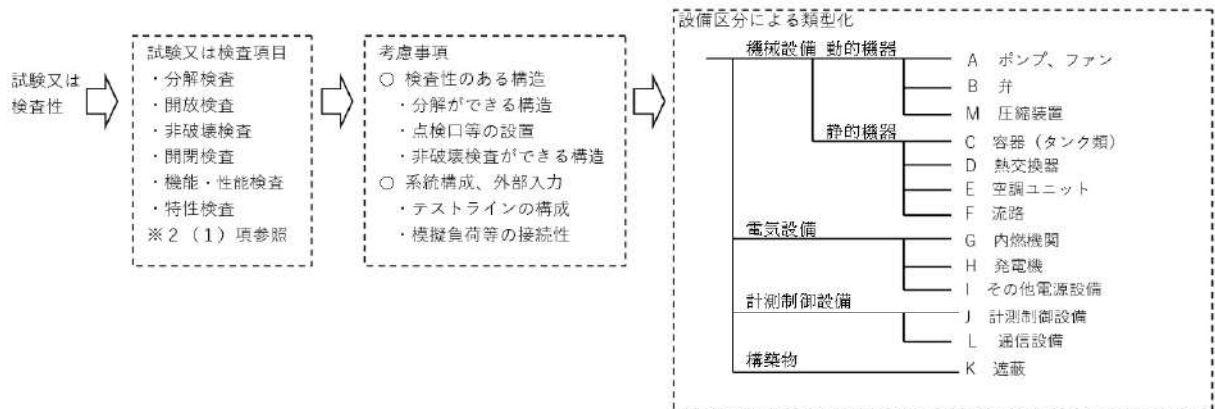 試験又は
検査性
試験又は検査項目
・分解検査
・開放検査
・非破壊検査
・開閉検査
・機能・性能検査
・特性検査
※2（1）項参照
考慮事項
○ 検査性のある構造
・分解ができる構造
・点検口等の設置
・非破壊検査ができる構造
○ 系統構成、外部入力
・テストラインの構成
・模擬負荷等の接続性
設備区分による類型化
機械設備 動的機器
A ポンプ、ファン
B 弁
M 圧縮装置
静的機器
C 容器（タンク類）
D 熱交換器
E 空調ユニット
F 流路
電気設備
G 内燃機関
H 発電機
I その他電源設備
計測制御設備
J 計測制御設備
L 通信設備
構築物
K 遮蔽